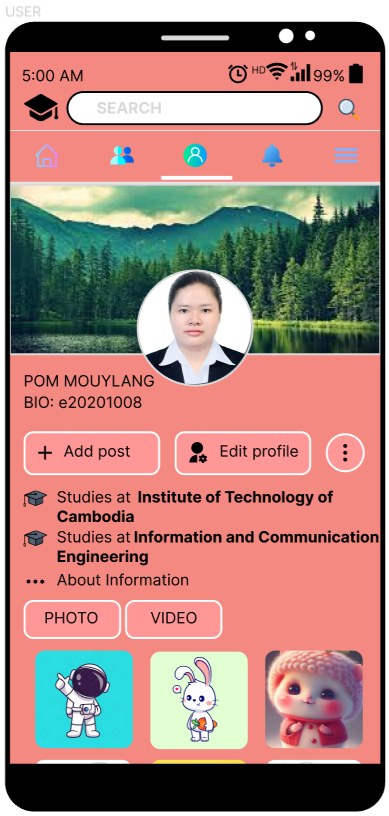 USER
5:00 AM HD 99%
SEARCH
POM MOUYLANG
BIO: e20201008
+ Add post Edit profile
Studies at Institute of Technology of
Cambodia
Studies at Information and Communication
Engineering
About Information
PHOTO VIDEO